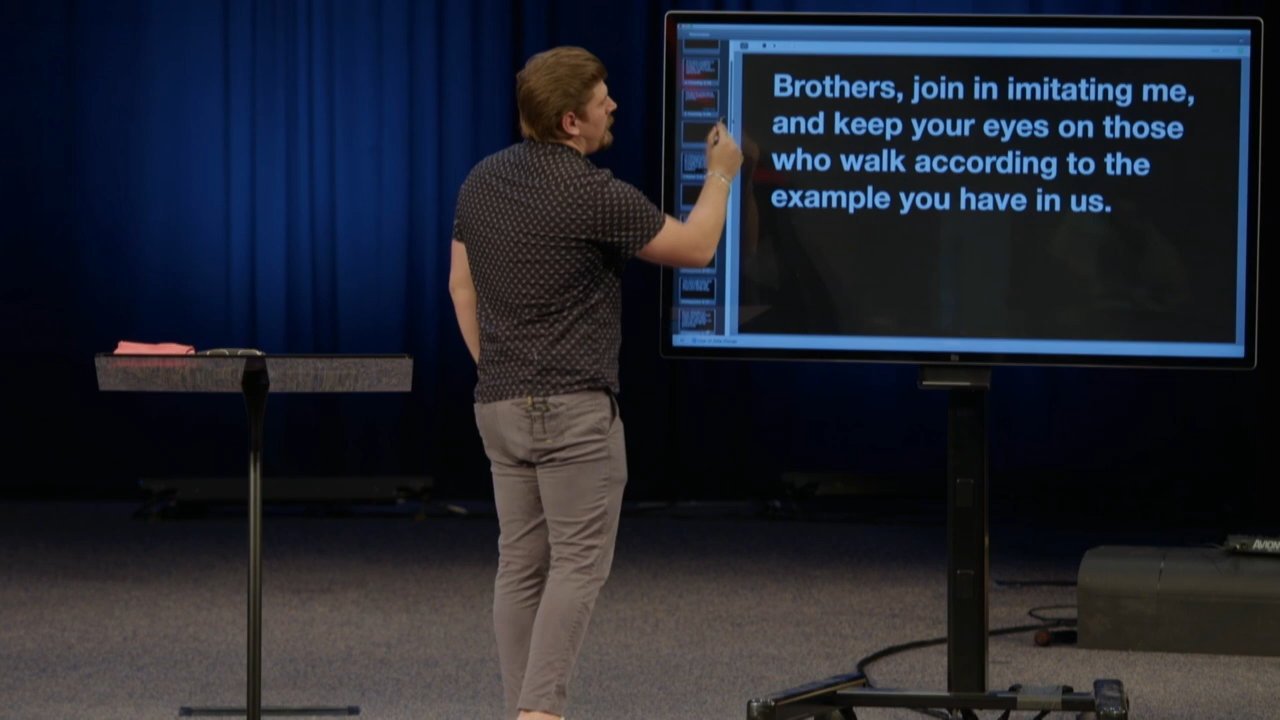 Brothers, join in imitating me,
and keep your eyes on those
who walk according to the
example you have in us.